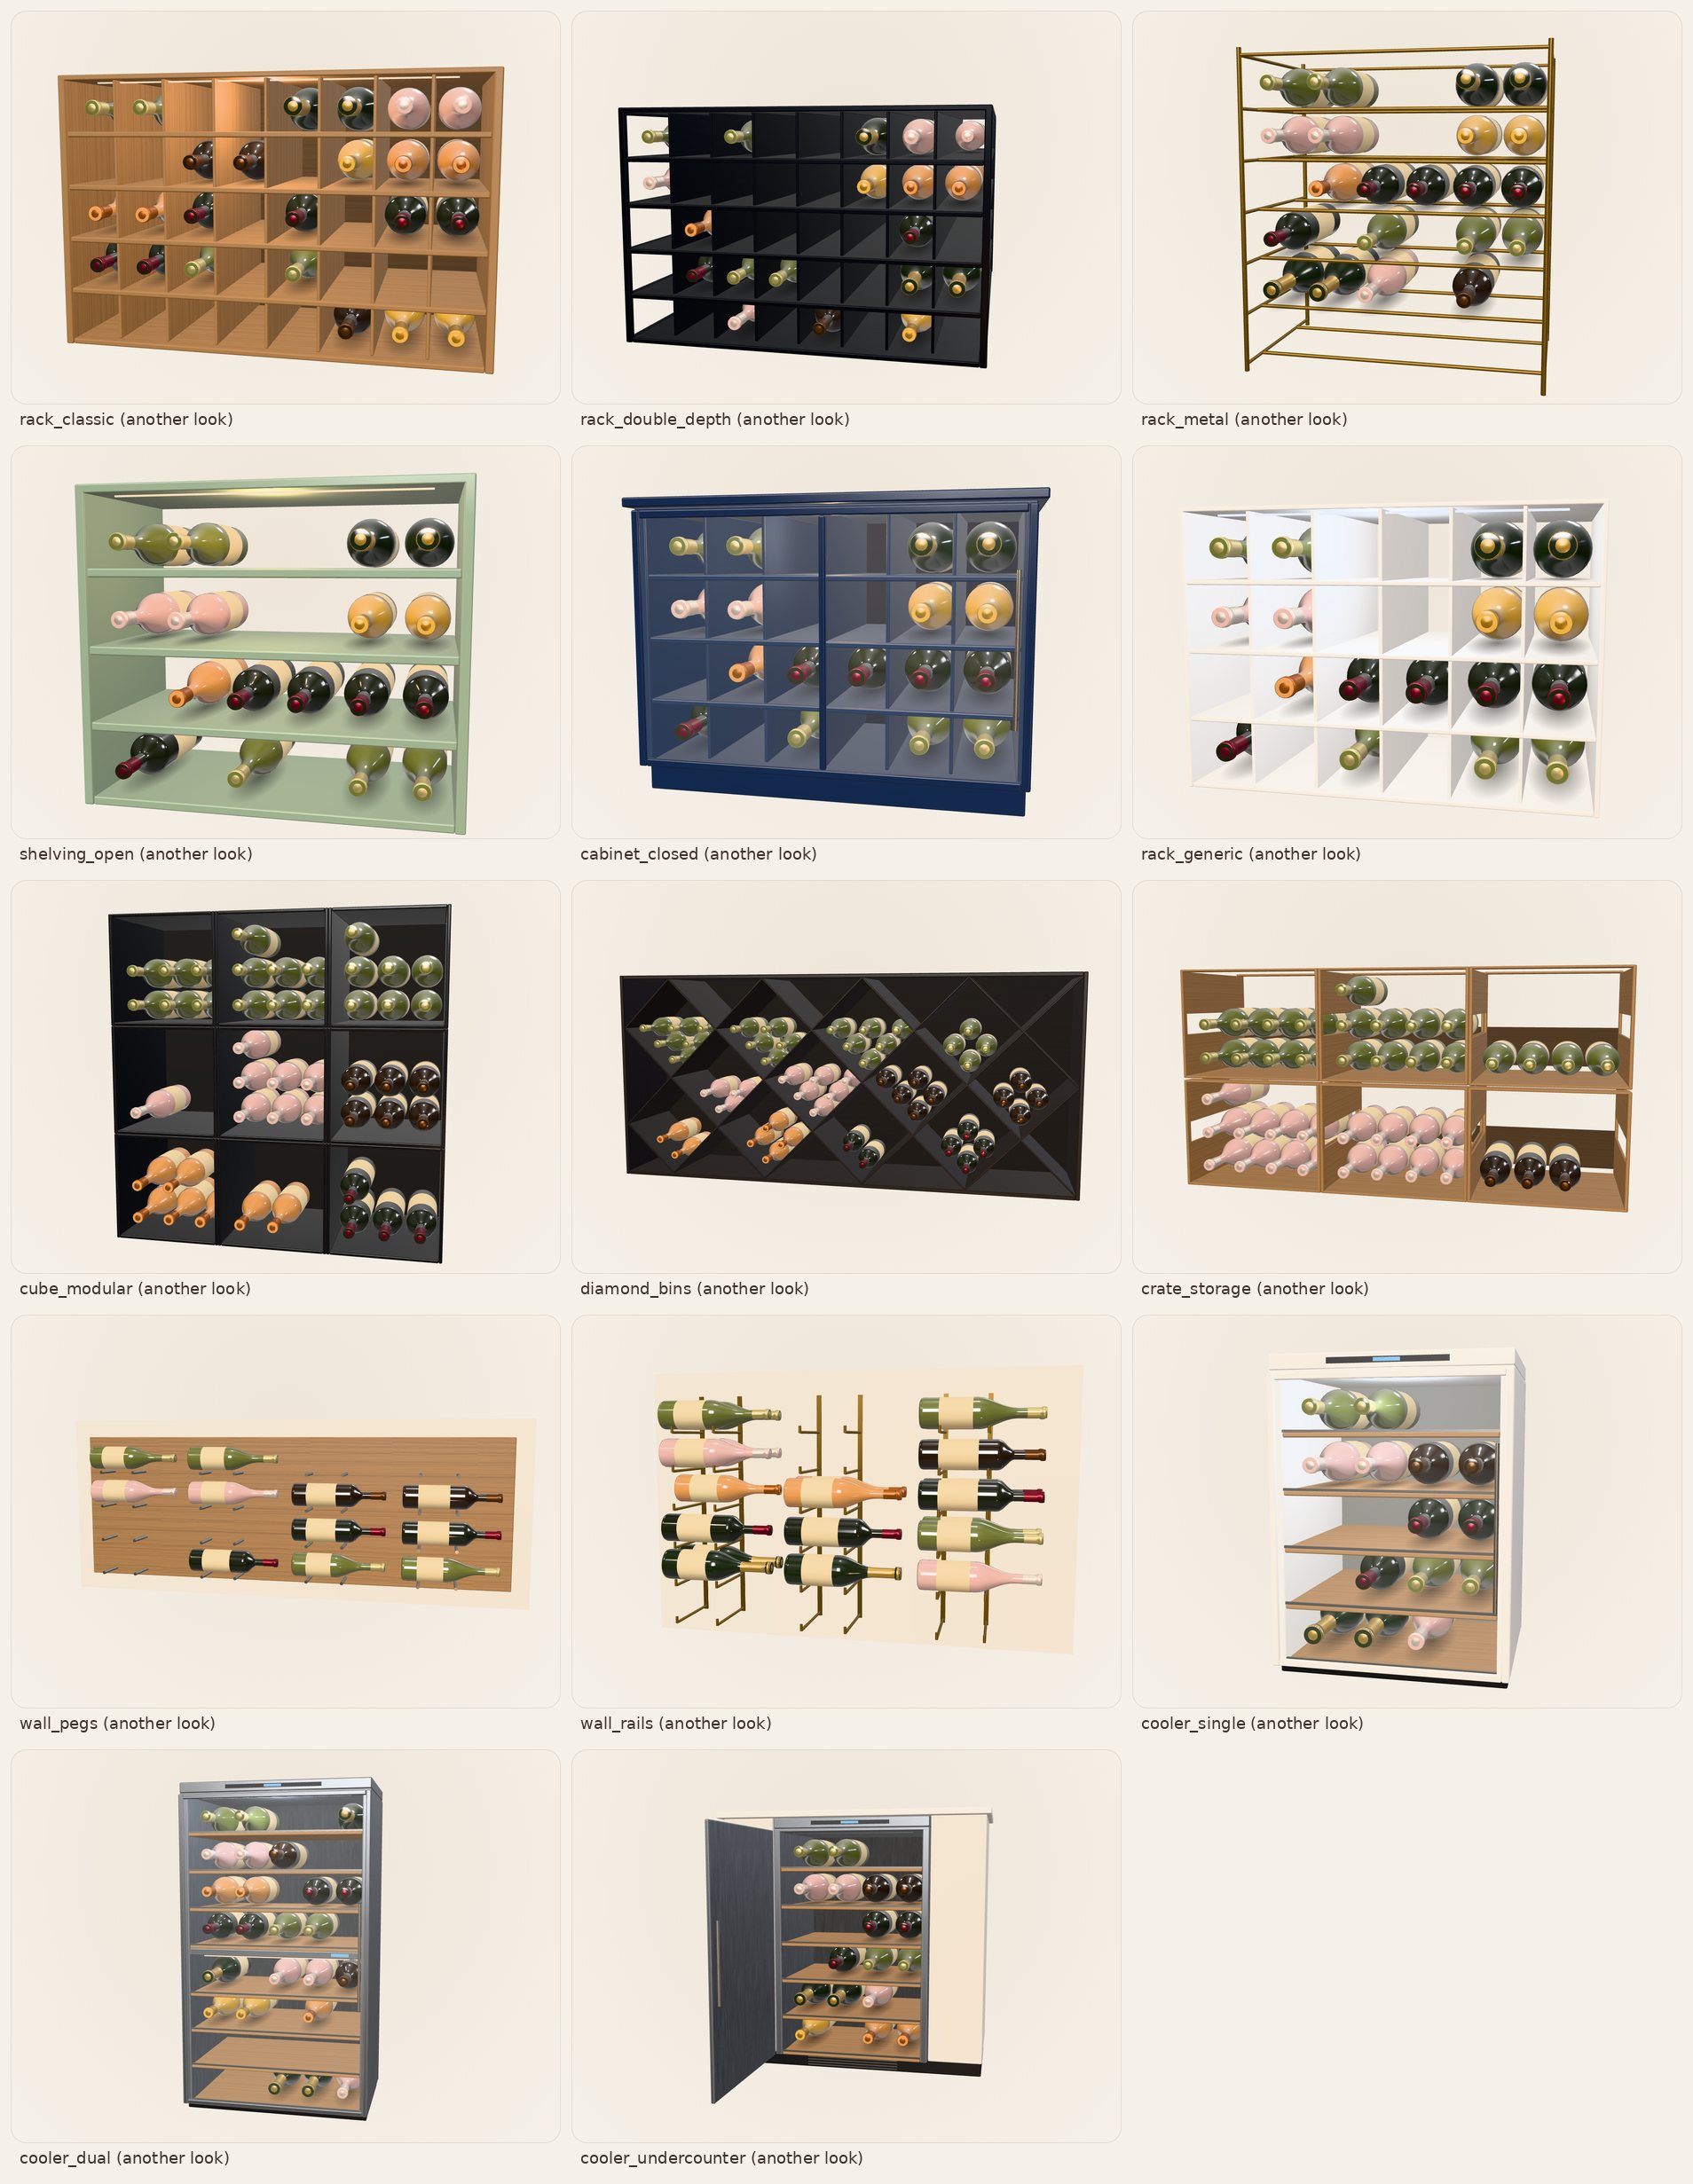 rack_classic (another look)
rack_double_depth (another look)
rack_metal (another look)
shelving_open (another look)
cabinet_closed (another look)
rack_generic (another look)
cube_modular (another look)
diamond_bins (another look)
crate_storage (another look)
wall_pegs (another look)
wall_rails (another look)
cooler_single (another look)
cooler_dual (another look)
cooler_undercounter (another look)